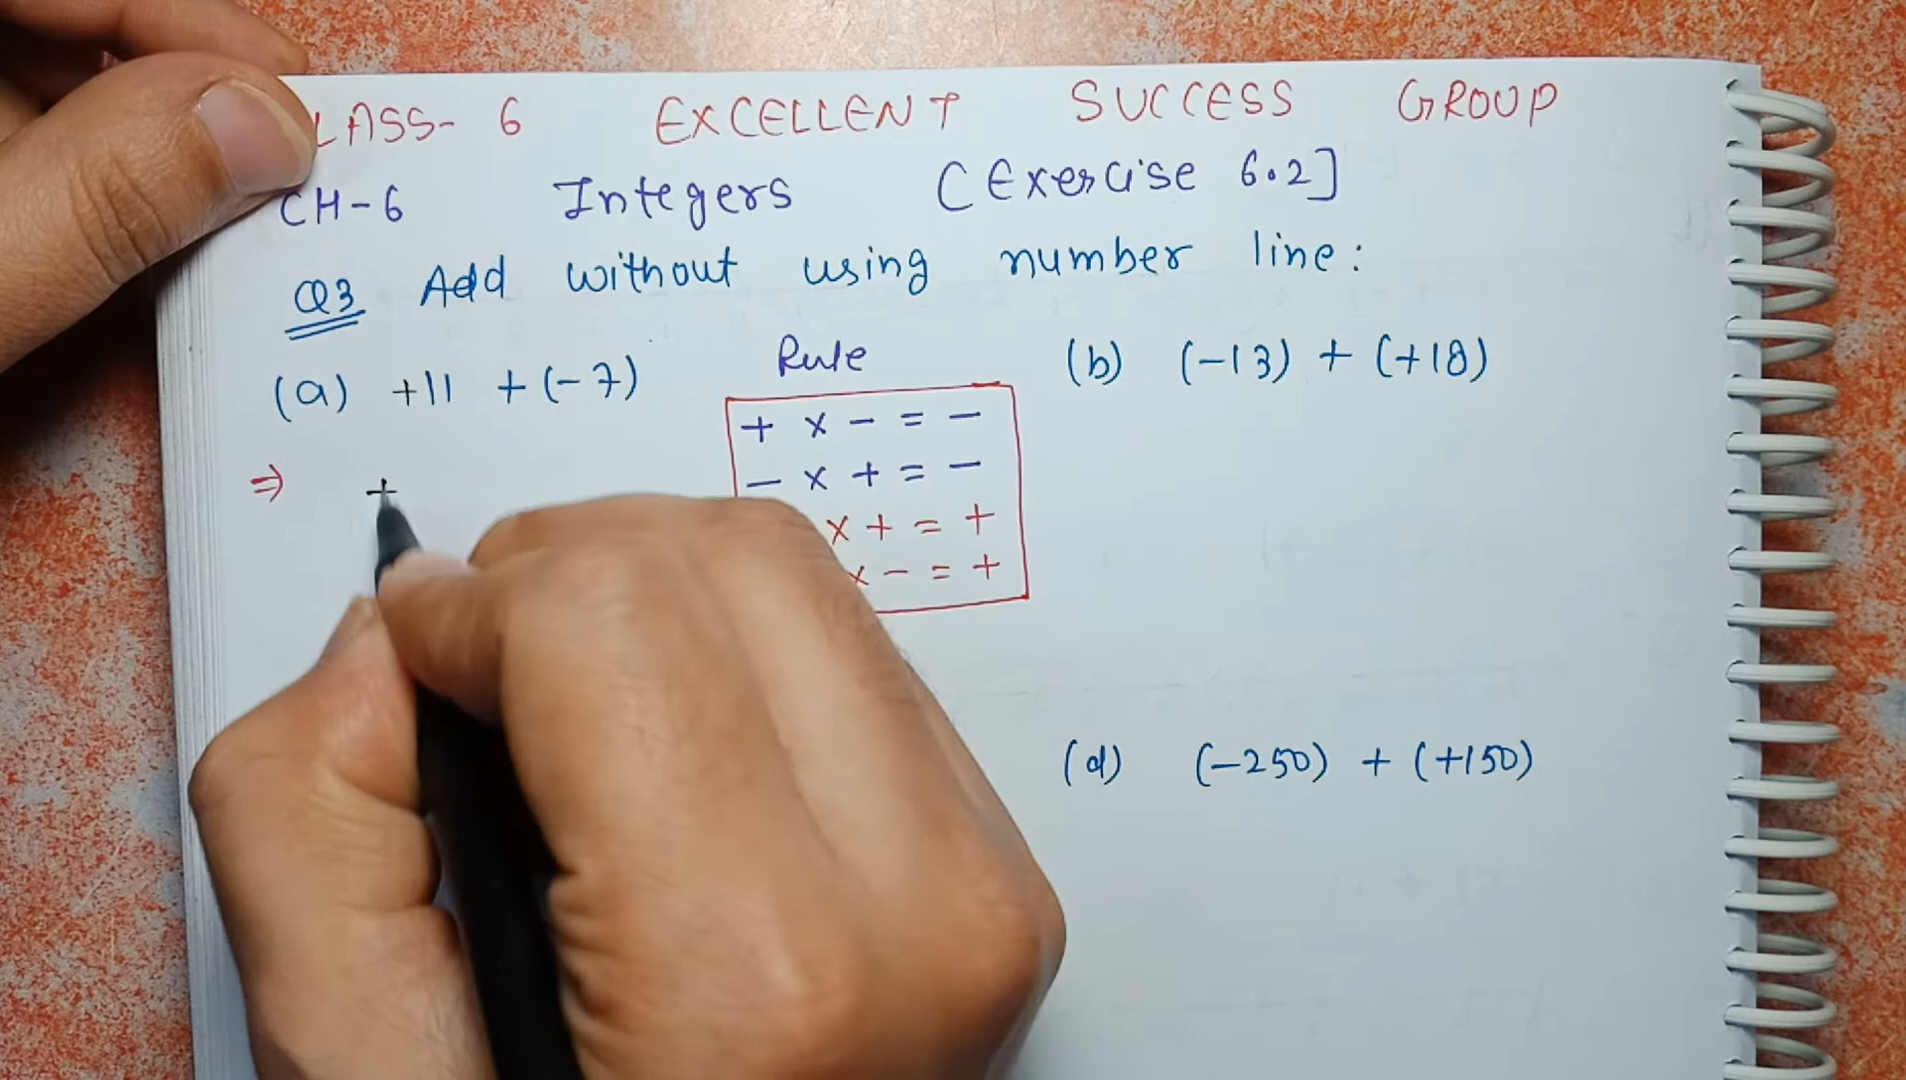 LASS- 6 EXCELLENT SUCCESS GROUP
CH-6 Integers [Exercise 6.2]
Q3 Add without using number line:
(a) +11 + (-7)
Rule
+ x - = -
- x + = -
x + = +
x - = +
(b) (-13) + (+18)
⇒ +
(d) (-250) + (+150)